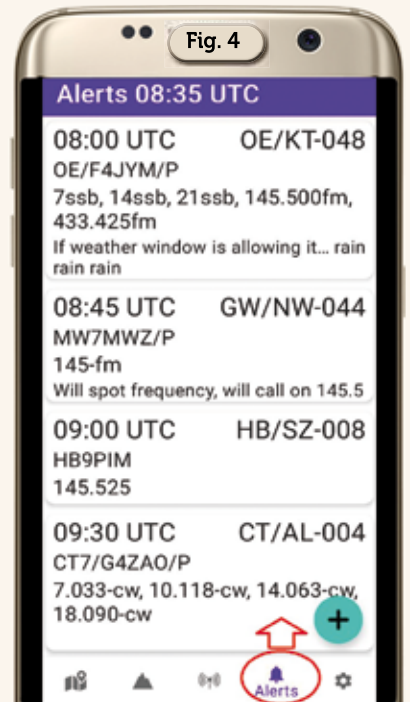 Fig. 4
Alerts 08:35 UTC
08:00 UTC OE/KT-048
OE/F4JYM/P
7ssb, 14ssb, 21ssb, 145.500fm,
433.425fm
If weather window is allowing it... rain
rain rain
08:45 UTC GW/NW-044
MW7MWZ/P
145-fm
Will spot frequency, will call on 145.5
09:00 UTC HB/SZ-008
HB9PIM
145.525
09:30 UTC CT/AL-004
CT7/G4ZAO/P
7.033-cw, 10.118-cw, 14.063-cw,
18.090-cw
+
Alerts